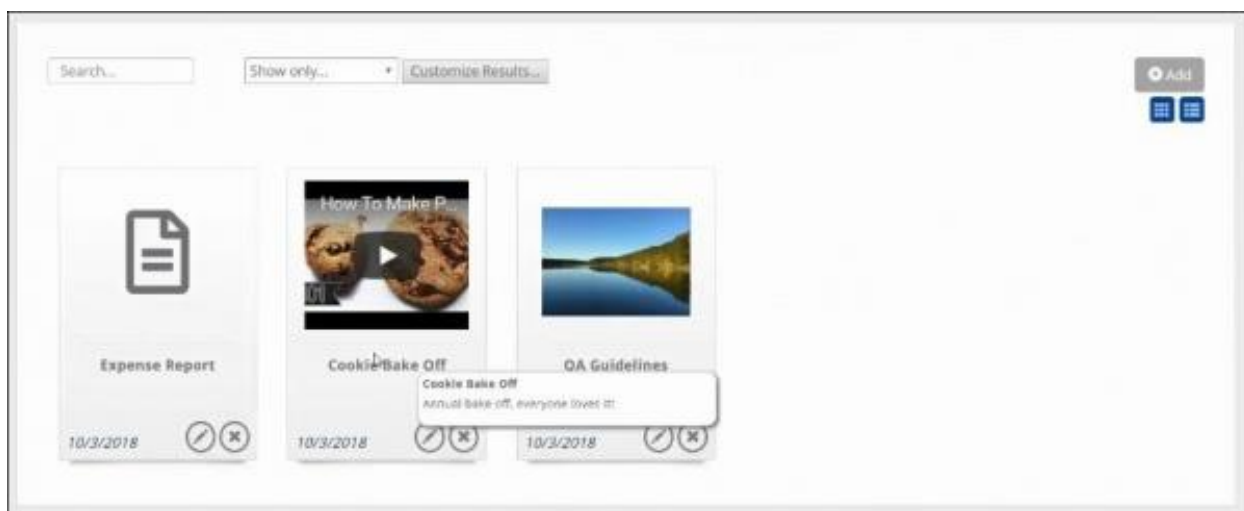 Search...
Show only...
Customize Results...
Add
How To Make P...
Expense Report
Cookie Bake Off
QA Guidelines
Cookie Bake Off
Annual bake off, everyone loves it!
10/3/2018
10/3/2018
10/3/2018